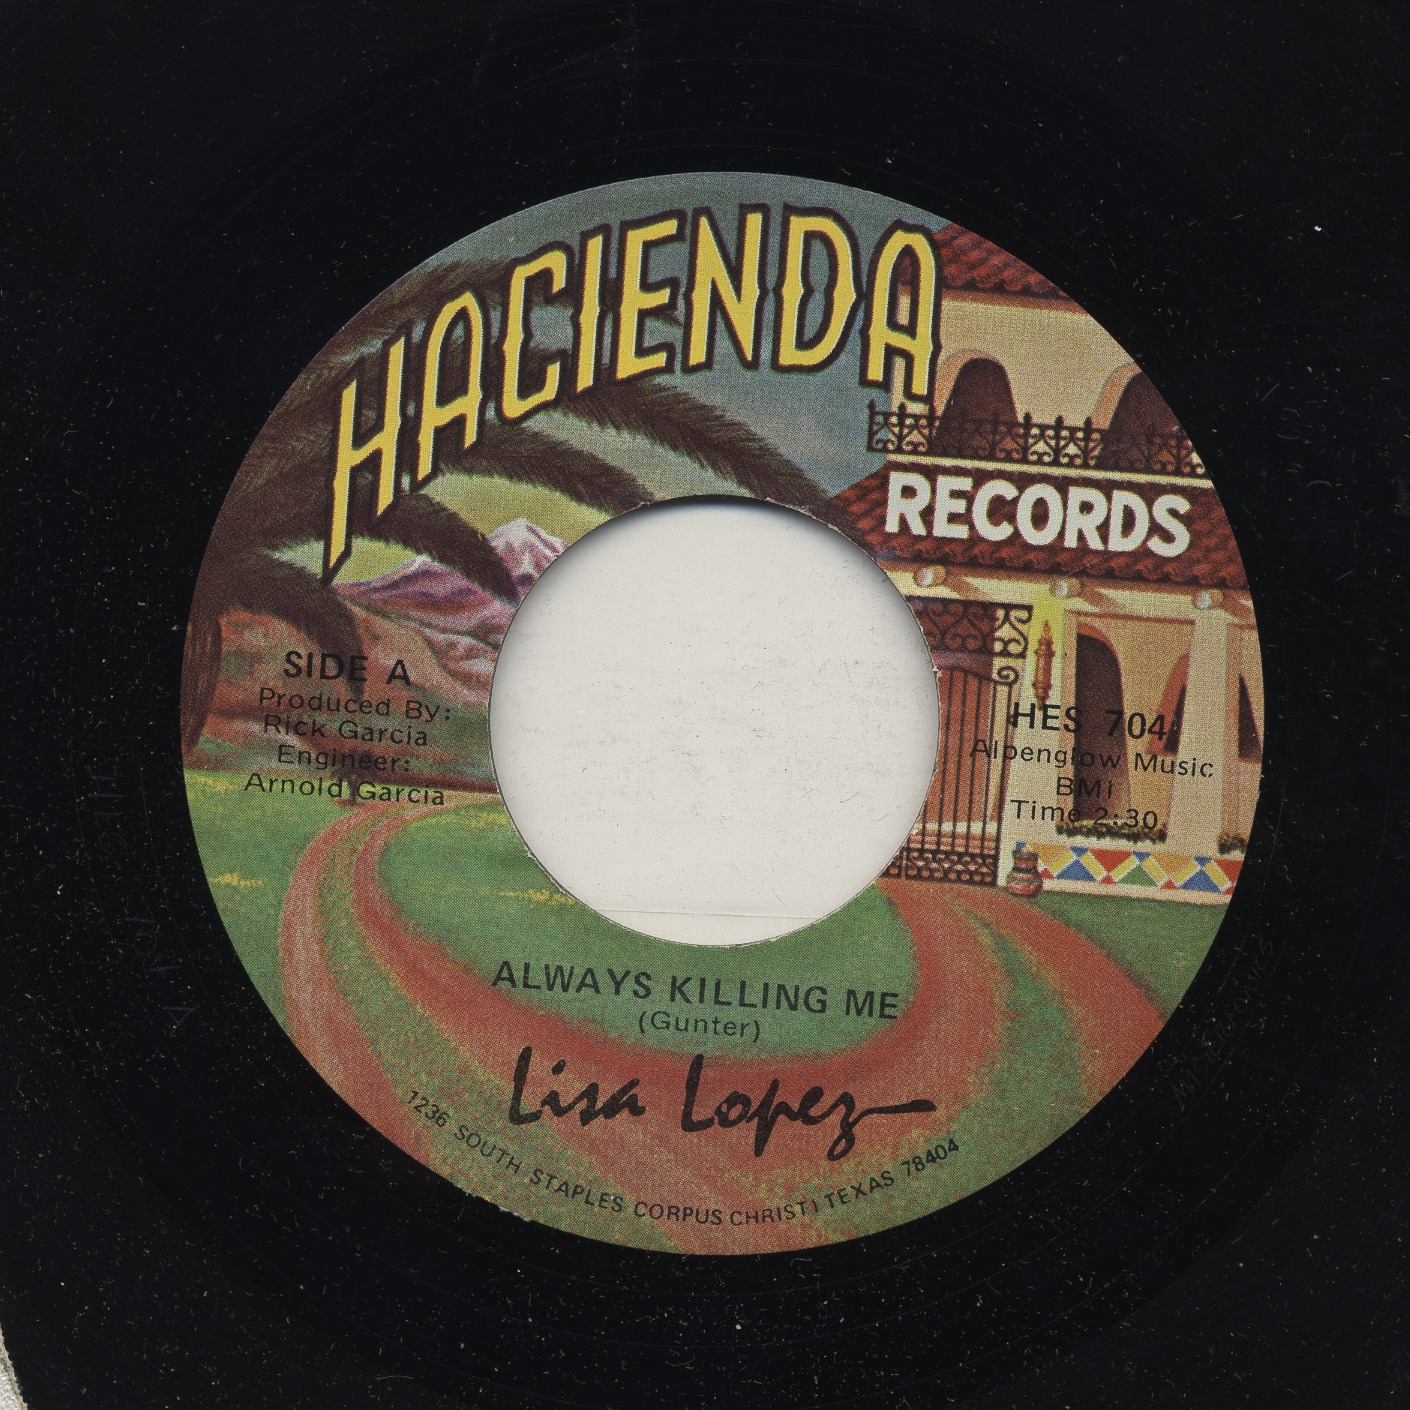 HACIENDA
RECORDS
SIDE A
Produced By:
Rick Garcia
Engineer:
Arnold Garcia
HES 704
Alpenglow Music
BMI
Time 2:30
ALWAYS KILLING ME
(Gunter)
Lisa Lopez
1236 SOUTH STAPLES CORPUS CHRISTI TEXAS 78404